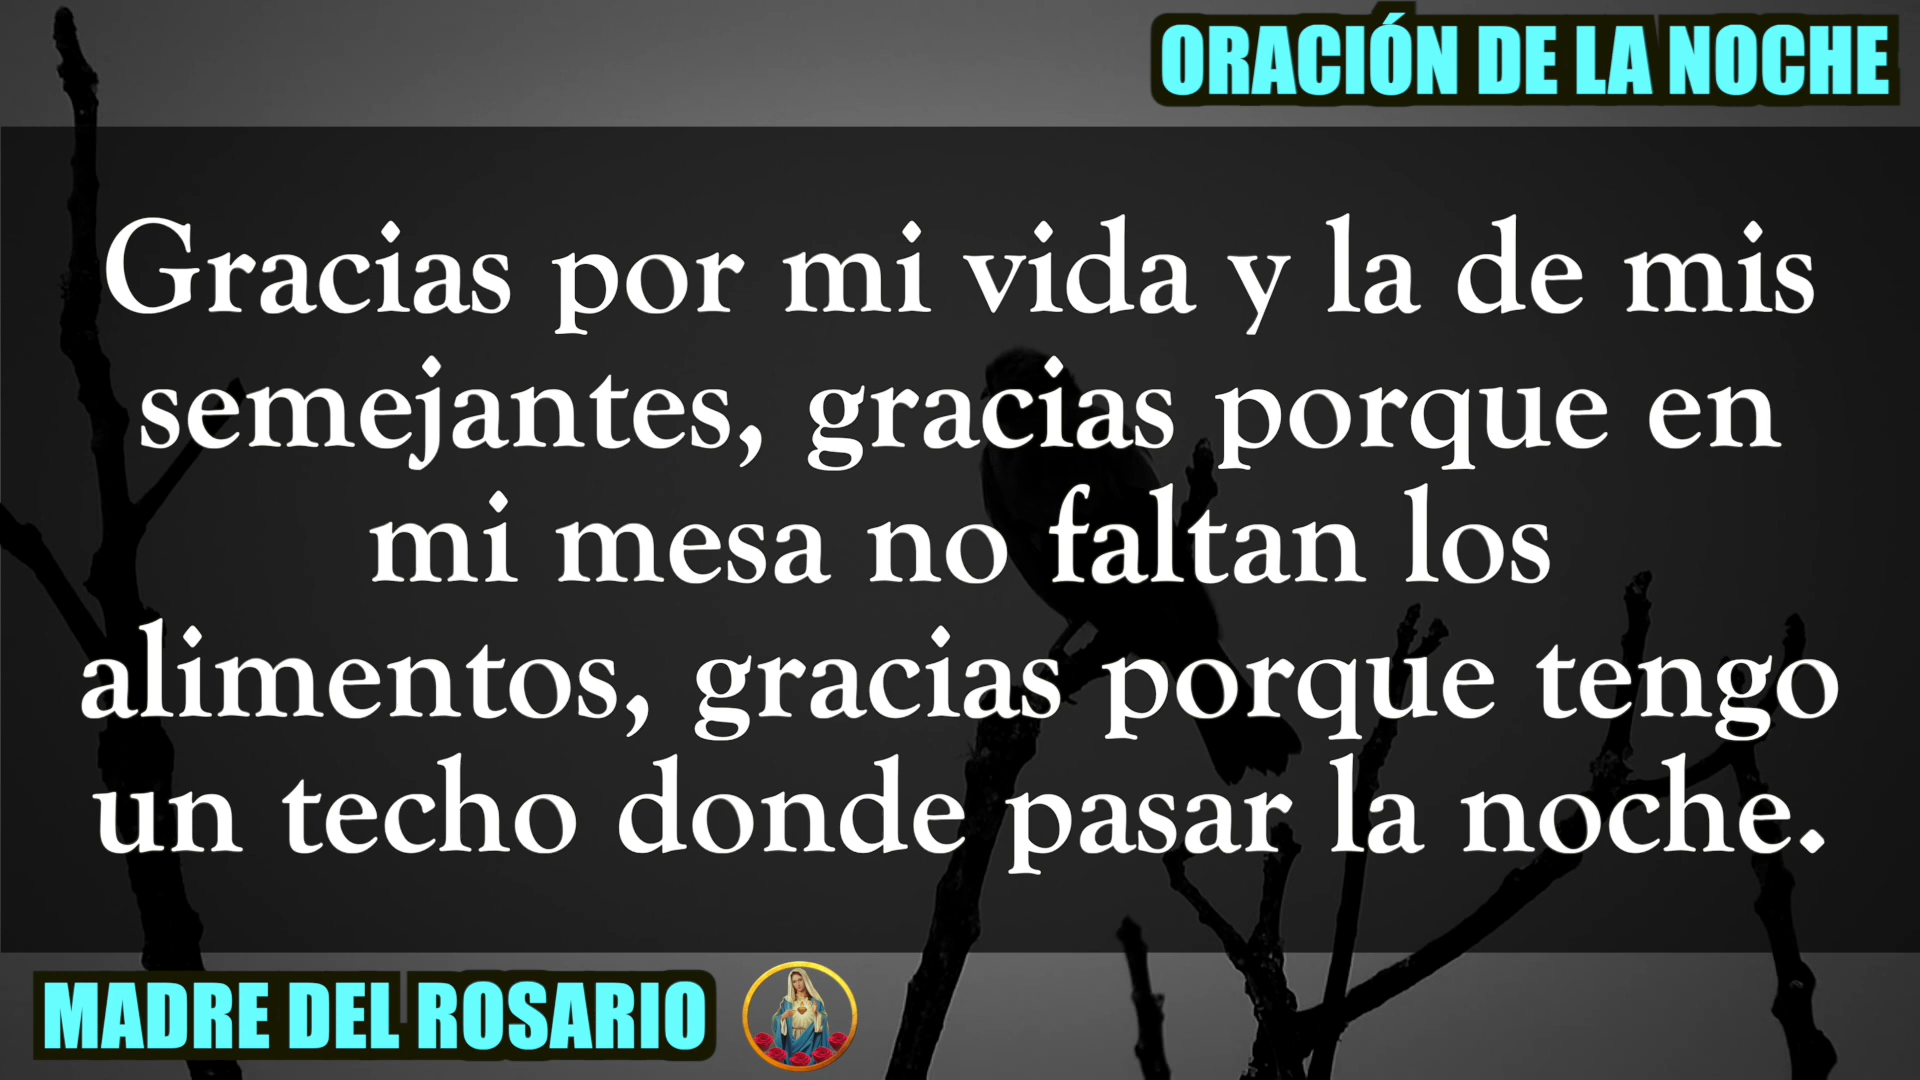 ORACIÓN DE LA NOCHE
Gracias por mi vida y la de mis
semejantes, gracias porque en
mi mesa no faltan los
alimentos, gracias porque tengo
un techo donde pasar la noche.
MADRE DEL ROSARIO